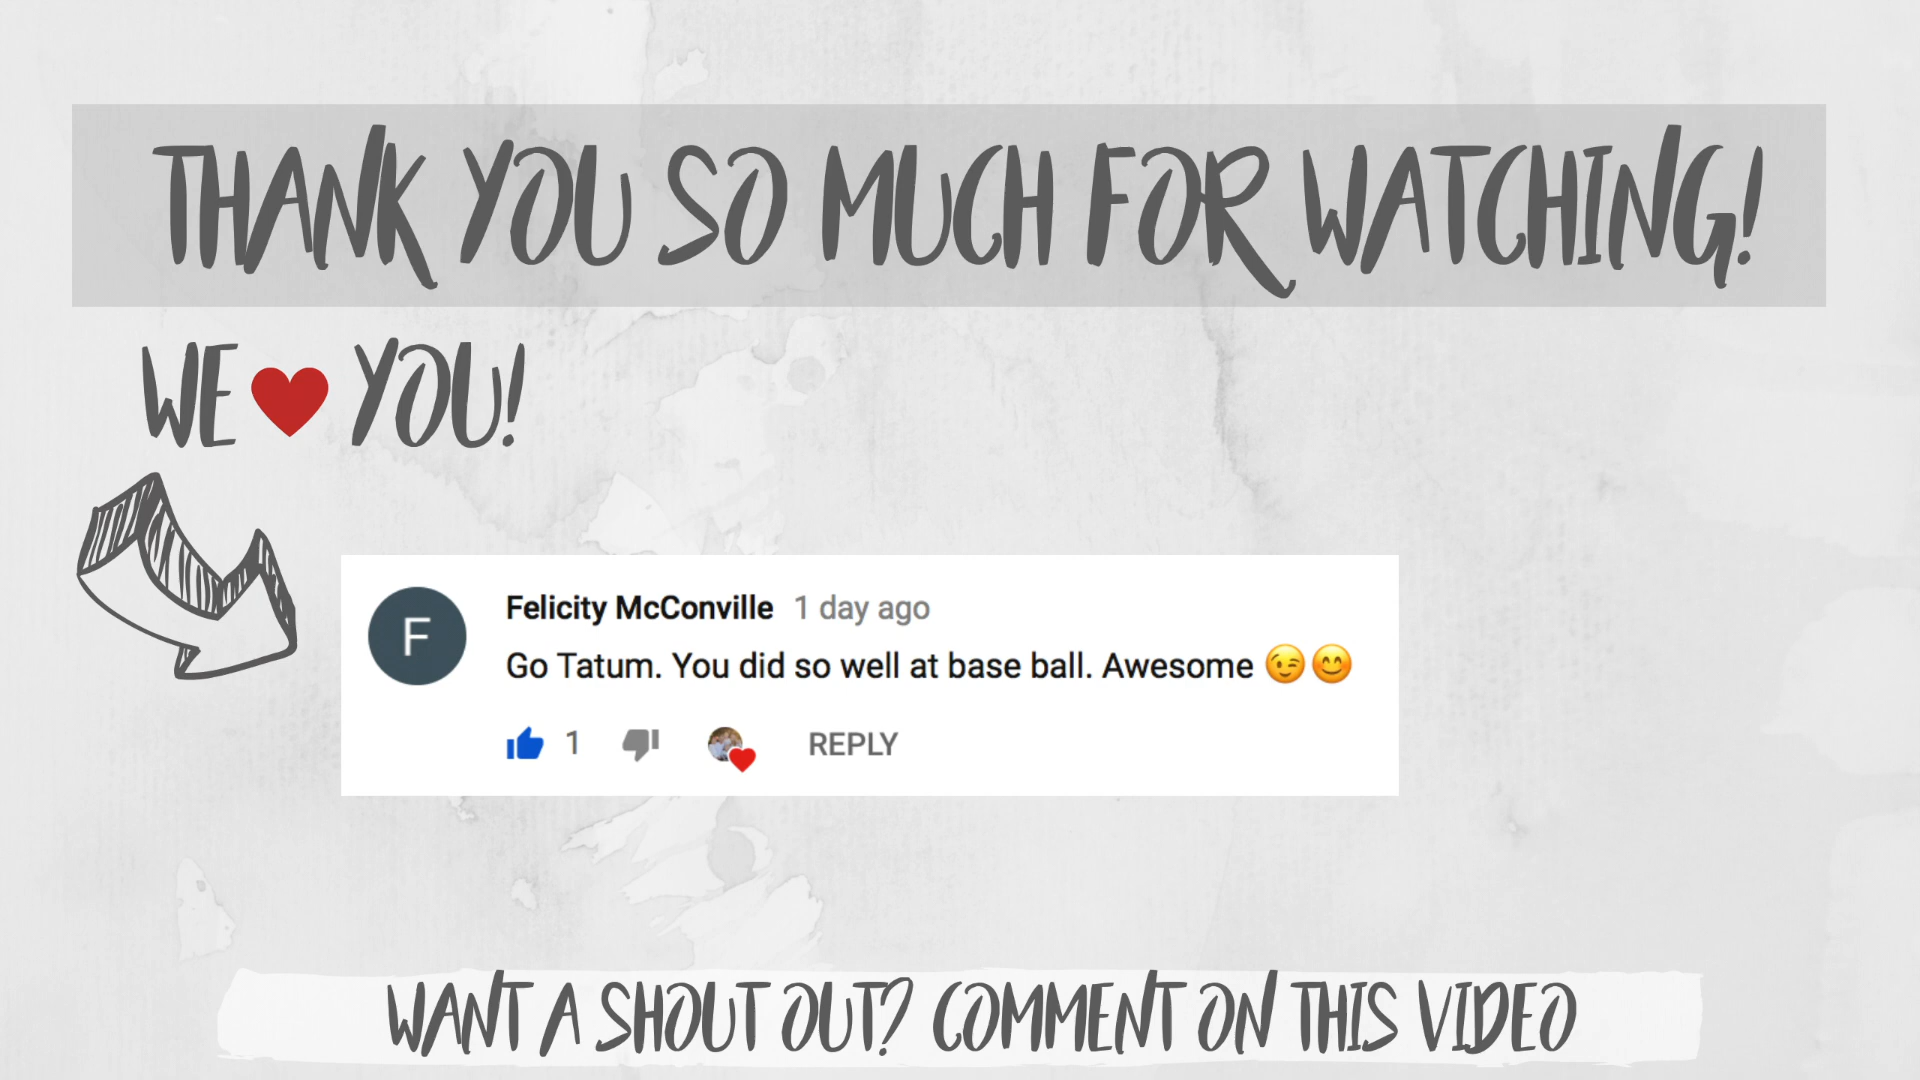 THANK YOU SO MUCH FOR WATCHING!
WE ❤ YOU!
F
Felicity McConville 1 day ago
Go Tatum. You did so well at base ball. Awesome 😉😊
1 REPLY
WANT A SHOUT OUT? COMMENT ON THIS VIDEO